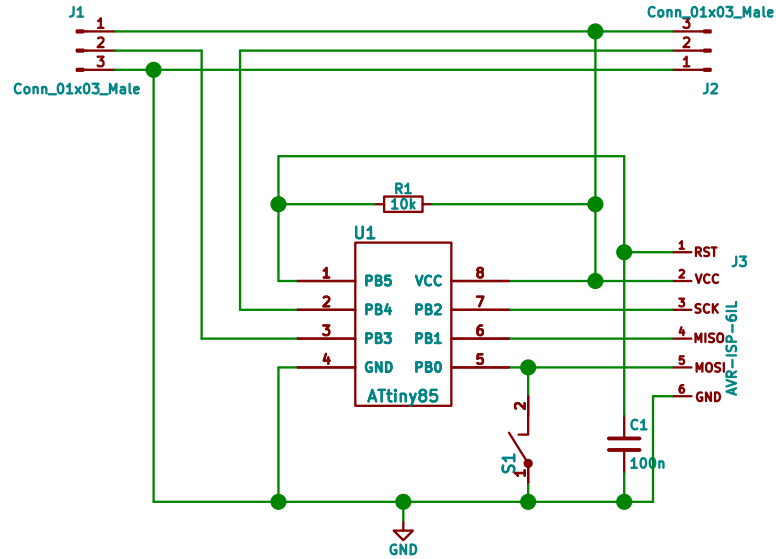 J1
Conn_01x03_Male
1
3
2
2
3
1
Conn_01x03_Male
J2
R1
10k
U1
1 PB5 VCC 8
2 PB4 PB2 7
3 PB3 PB1 6
4 GND PB0 5
ATtiny85
1 RST
J3
2 VCC
3 SCK
4 MISO
5 MOSI
6 GND
AVR-ISP-6IL
2
S1
1
C1
100n
GND